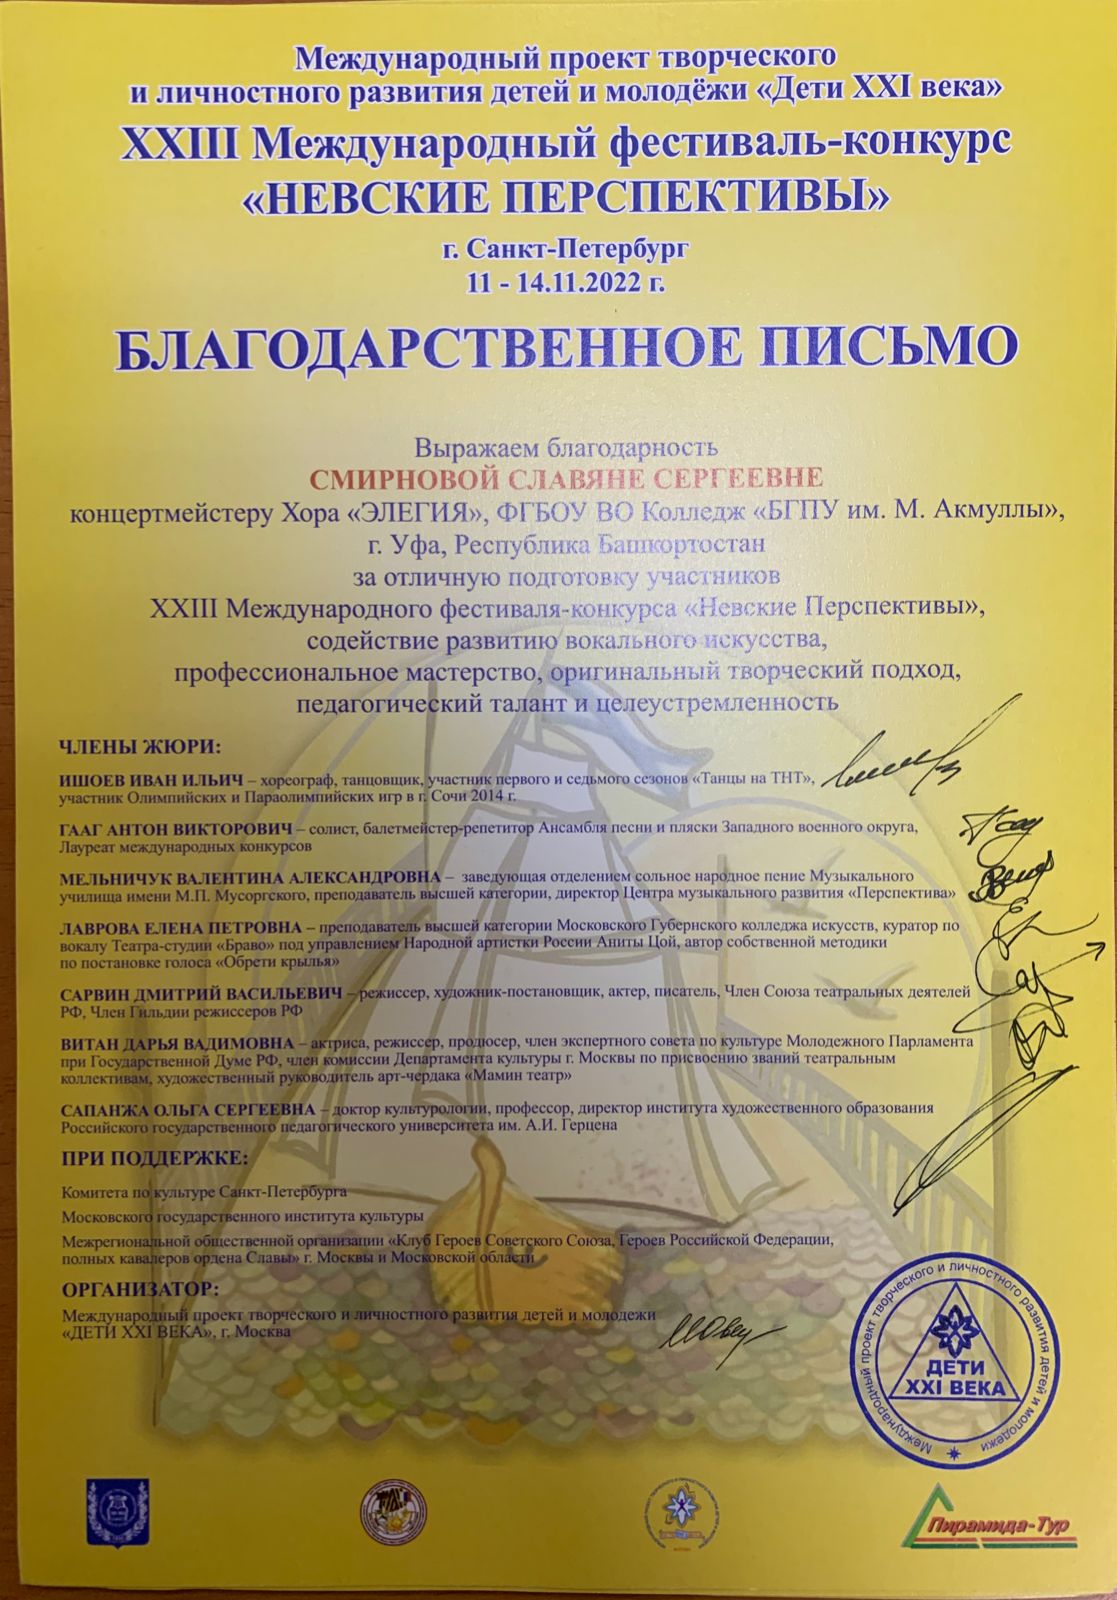 Международный проект творческого
и личностного развития детей и молодёжи «Дети XXI века»
XXIII Международный фестиваль-конкурс
«НЕВСКИЕ ПЕРСПЕКТИВЫ»
г. Санкт-Петербург
11 - 14.11.2022 г.
БЛАГОДАРСТВЕННОЕ ПИСЬМО
Выражаем благодарность
СМИРНОВОЙ СЛАВЯНЕ СЕРГЕЕВНЕ
концертмейстеру Хора «ЭЛЕГИЯ», ФГБОУ ВО Колледж «БГПУ им. М. Акмуллы»,
г. Уфа, Республика Башкортостан
за отличную подготовку участников
XXIII Международного фестиваля-конкурса «Невские Перспективы»,
содействие развитию вокального искусства,
профессиональное мастерство, оригинальный творческий подход,
педагогический талант и целеустремленность
ЧЛЕНЫ ЖЮРИ:
ИШОЕВ ИВАН ИЛЬИЧ – хореограф, танцовщик, участник первого и седьмого сезонов «Танцы на ТНТ»,
участник Олимпийских и Параолимпийских игр в г. Сочи 2014 г.
ГААГ АНТОН ВИКТОРОВИЧ – солист, балетмейстер-репетитор Ансамбля песни и пляски Западного военного округа,
Лауреат международных конкурсов
МЕЛЬНИЧУК ВАЛЕНТИНА АЛЕКСАНДРОВНА – заведующая отделением сольное народное пение Музыкального
училища имени М.П. Мусоргского, преподаватель высшей категории, директор Центра музыкального развития «Перспектива»
ЛАВРОВА ЕЛЕНА ПЕТРОВНА – преподаватель высшей категории Московского Губернского колледжа искусств, куратор по
вокалу Театра-студии «Браво» под управлением Народной артистки России Аниты Цой, автор собственной методики
по постановке голоса «Обрети крылья»
САРВИН ДМИТРИЙ ВАСИЛЬЕВИЧ – режиссер, художник-постановщик, актер, писатель, Член Союза театральных деятелей
РФ, Член Гильдии режиссеров РФ
ВИТАН ДАРЬЯ ВАДИМОВНА – актриса, режиссер, продюсер, член экспертного совета по культуре Молодежного Парламента
при Государственной Думе РФ, член комиссии Департамента культуры г. Москвы по присвоению званий театральным
коллективам, художественный руководитель арт-чердака «Мамин театр»
САПАНЖА ОЛЬГА СЕРГЕЕВНА – доктор культурологии, профессор, директор института художественного образования
Российского государственного педагогического университета им. А.И. Герцена
ПРИ ПОДДЕРЖКЕ:
Комитета по культуре Санкт-Петербурга
Московского государственного института культуры
Межрегиональной общественной организации «Клуб Героев Советского Союза, Героев Российской Федерации,
полных кавалеров ордена Славы» г. Москвы и Московской области
ОРГАНИЗАТОР:
Международный проект творческого и личностного развития детей и молодежи
«ДЕТИ XXI ВЕКА», г. Москва
Международный проект творческого и личностного развития детей и молодежи
ДЕТИ
XXI ВЕКА
Пирамида-Тур